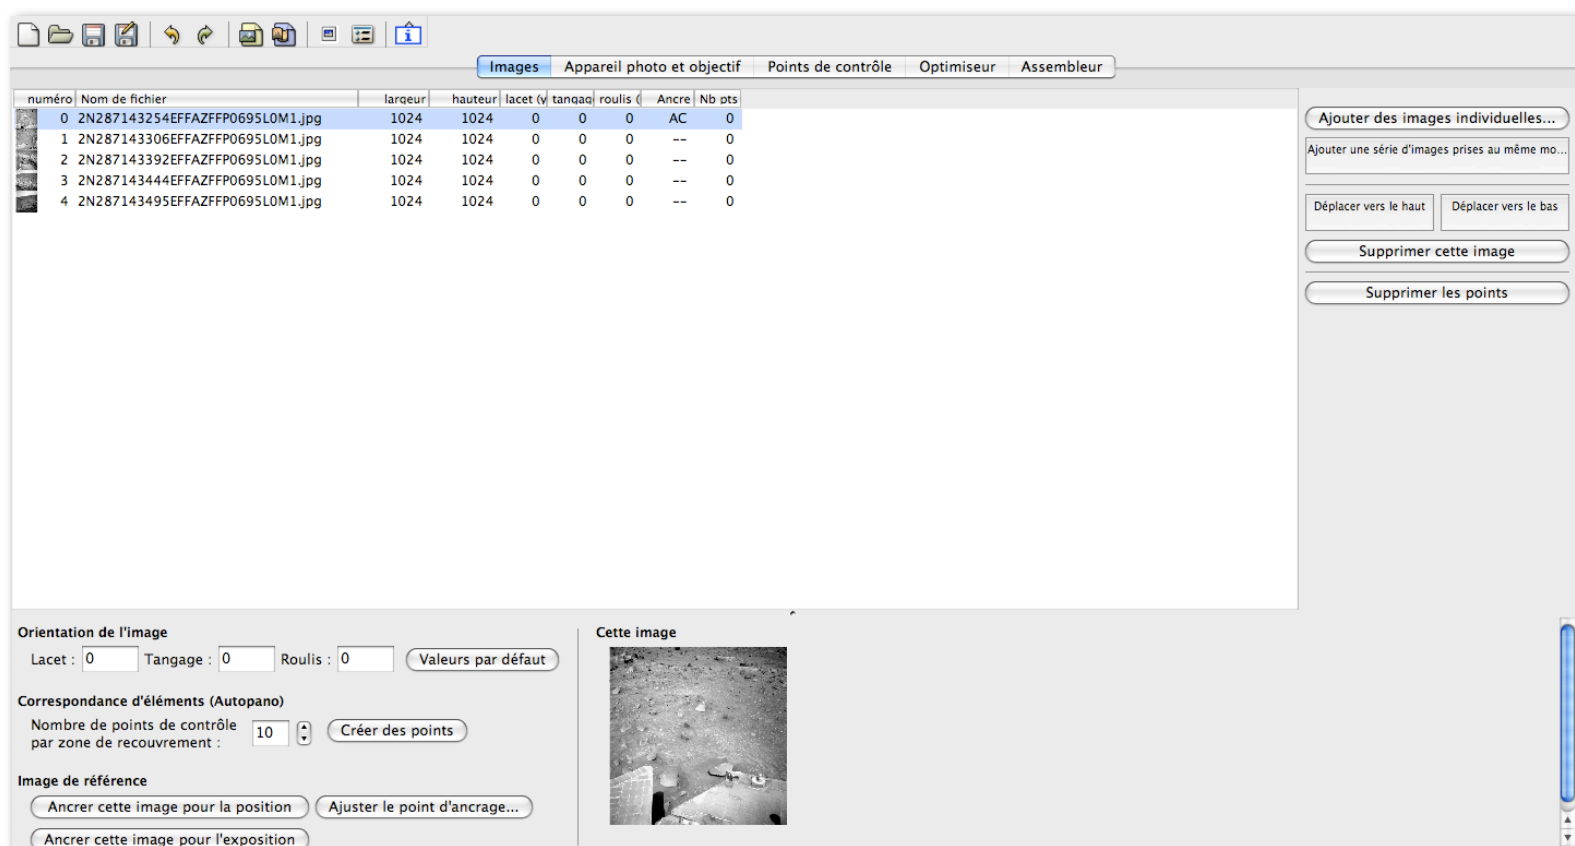 Images Appareil photo et objectif Points de contrôle Optimiseur Assembleur
numéro Nom de fichier largeur hauteur lacet (y tangag roulis ( Ancre Nb pts
0 2N287143254EFFAZFFP0695L0M1.jpg 1024 1024 0 0 0 AC 0
1 2N287143306EFFAZFFP0695L0M1.jpg 1024 1024 0 0 0 -- 0
2 2N287143392EFFAZFFP0695L0M1.jpg 1024 1024 0 0 0 -- 0
3 2N287143444EFFAZFFP0695L0M1.jpg 1024 1024 0 0 0 -- 0
4 2N287143495EFFAZFFP0695L0M1.jpg 1024 1024 0 0 0 -- 0
Ajouter des images individuelles...
Ajouter une série d'images prises au même mo...
Déplacer vers le haut Déplacer vers le bas
Supprimer cette image
Supprimer les points
Orientation de l'image
Lacet : 0 Tangage : 0 Roulis : 0 Valeurs par défaut
Correspondance d'éléments (Autopano)
Nombre de points de contrôle
par zone de recouvrement : 10 Créer des points
Image de référence
Ancrer cette image pour la position Ajuster le point d'ancrage...
Ancrer cette image pour l'exposition
Cette image